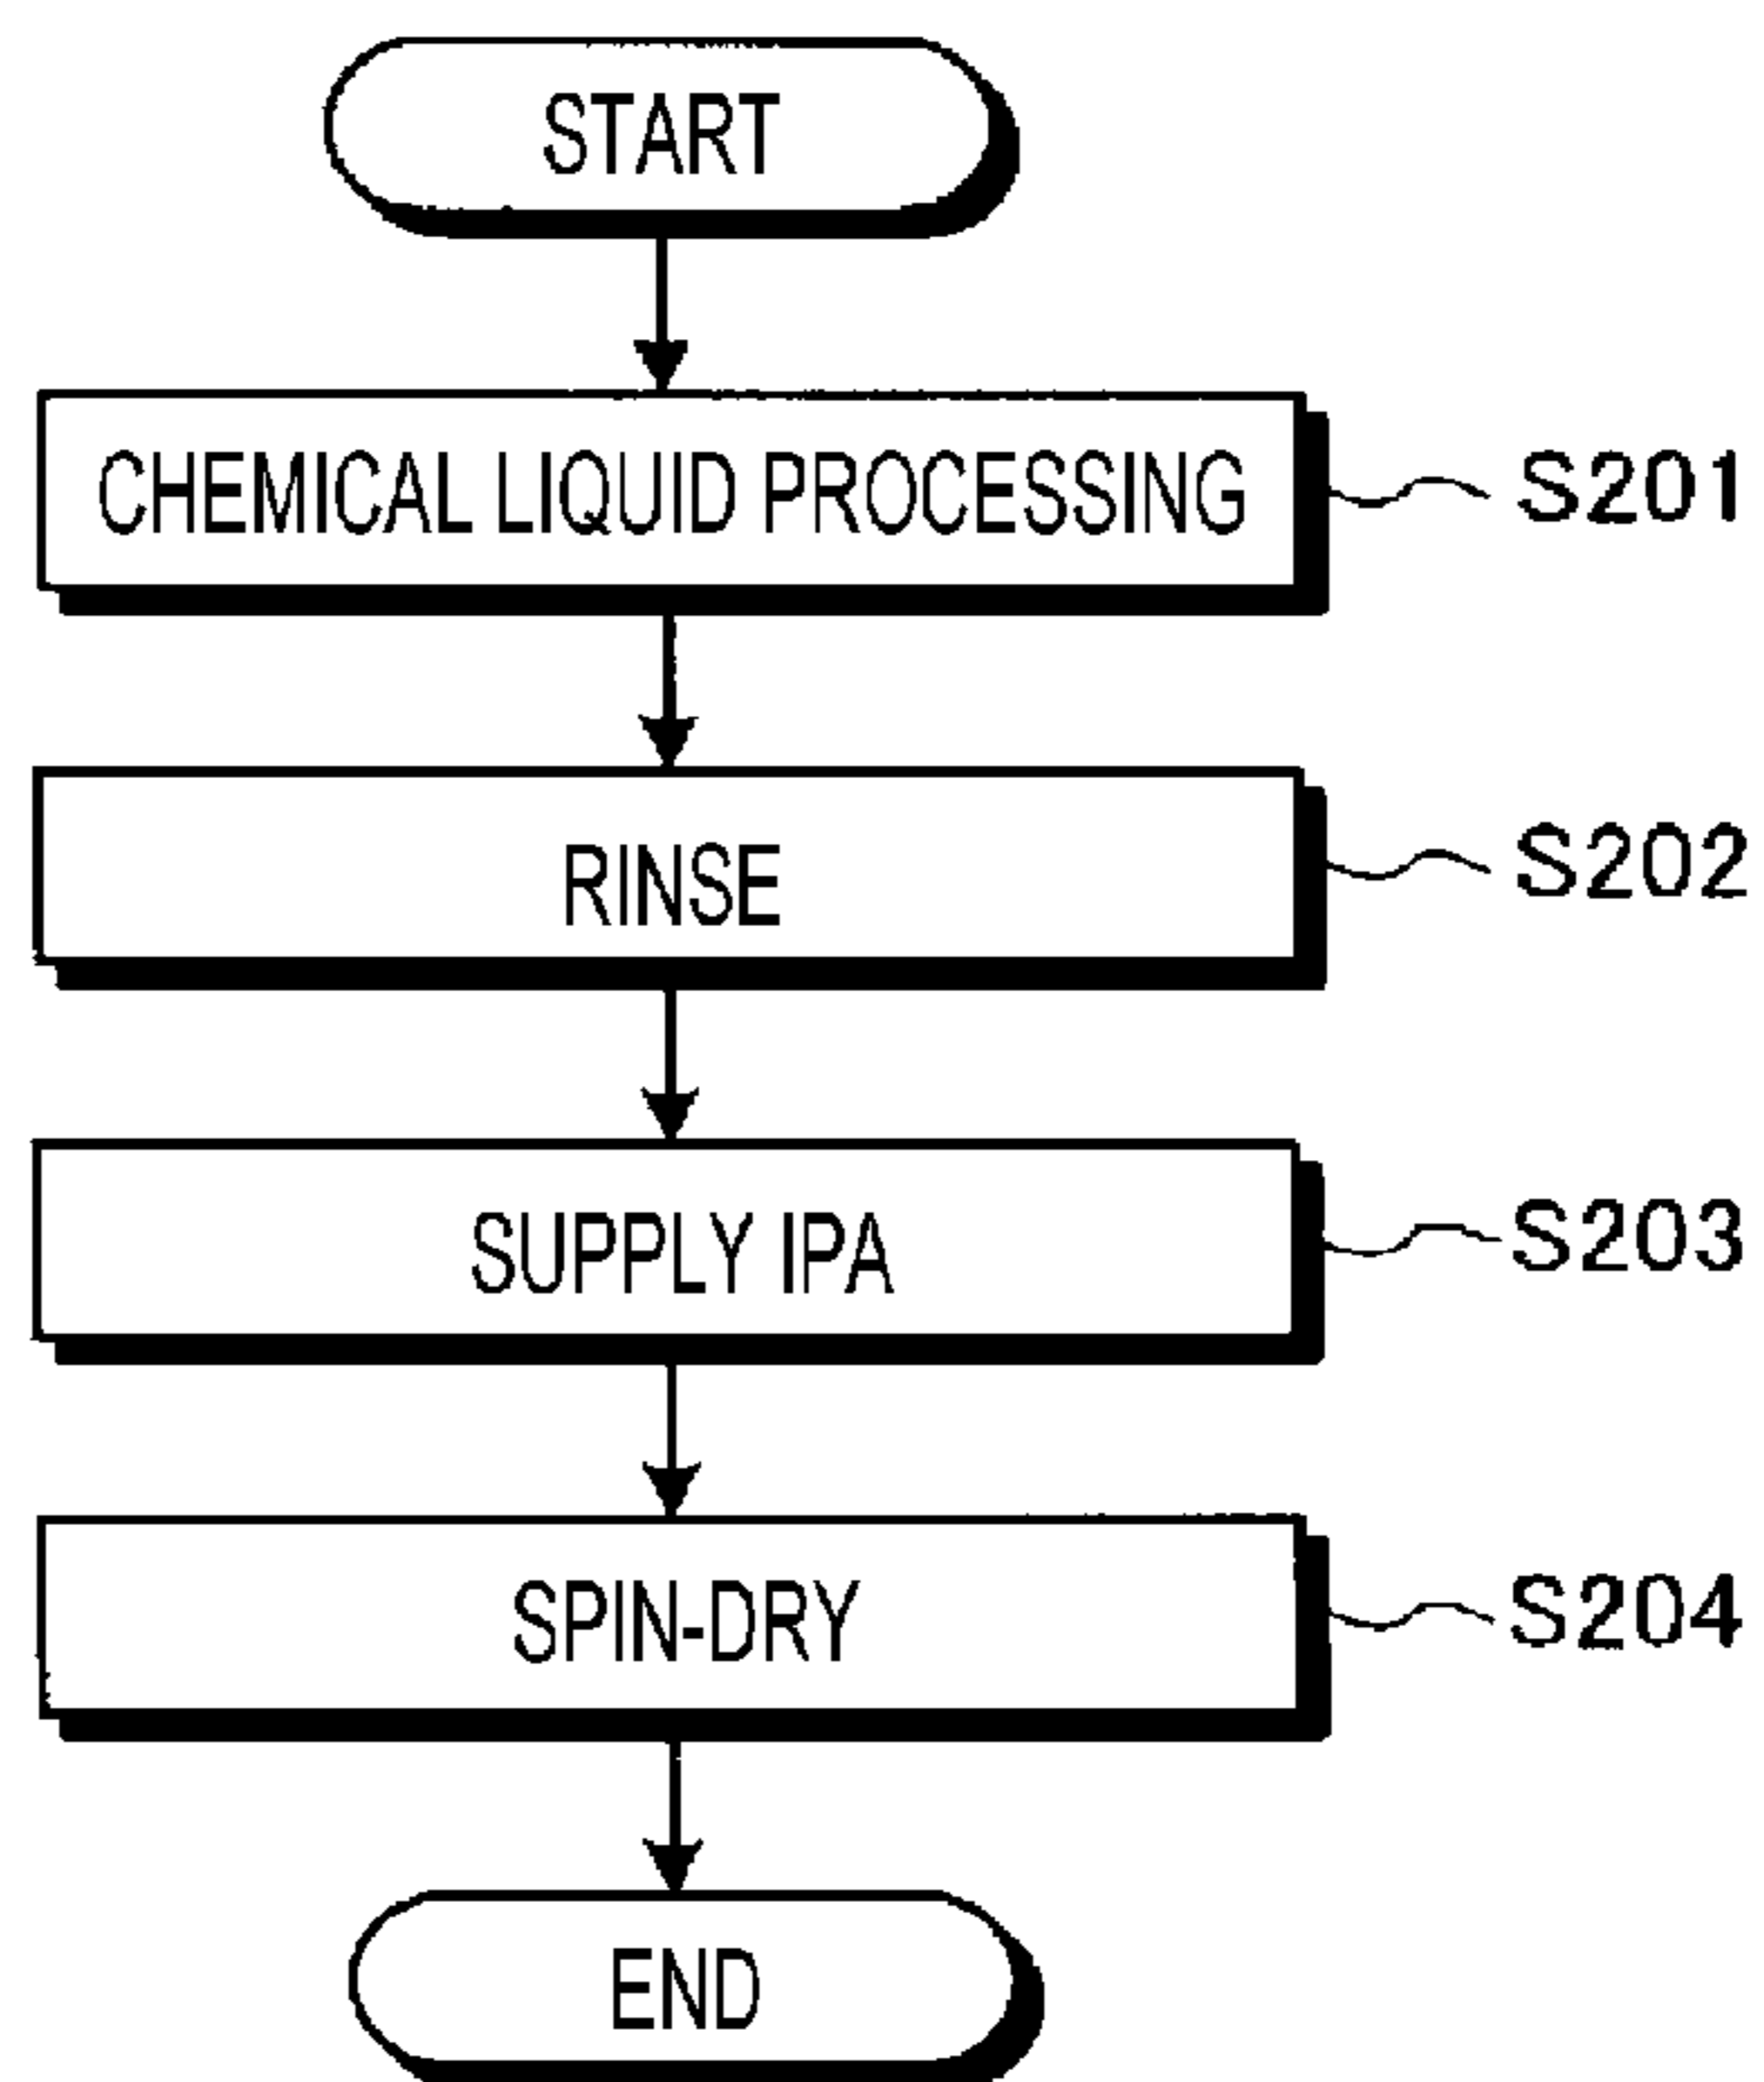 START
CHEMICAL LIQUID PROCESSING S201
RINSE S202
SUPPLY IPA S203
SPIN-DRY S204
END